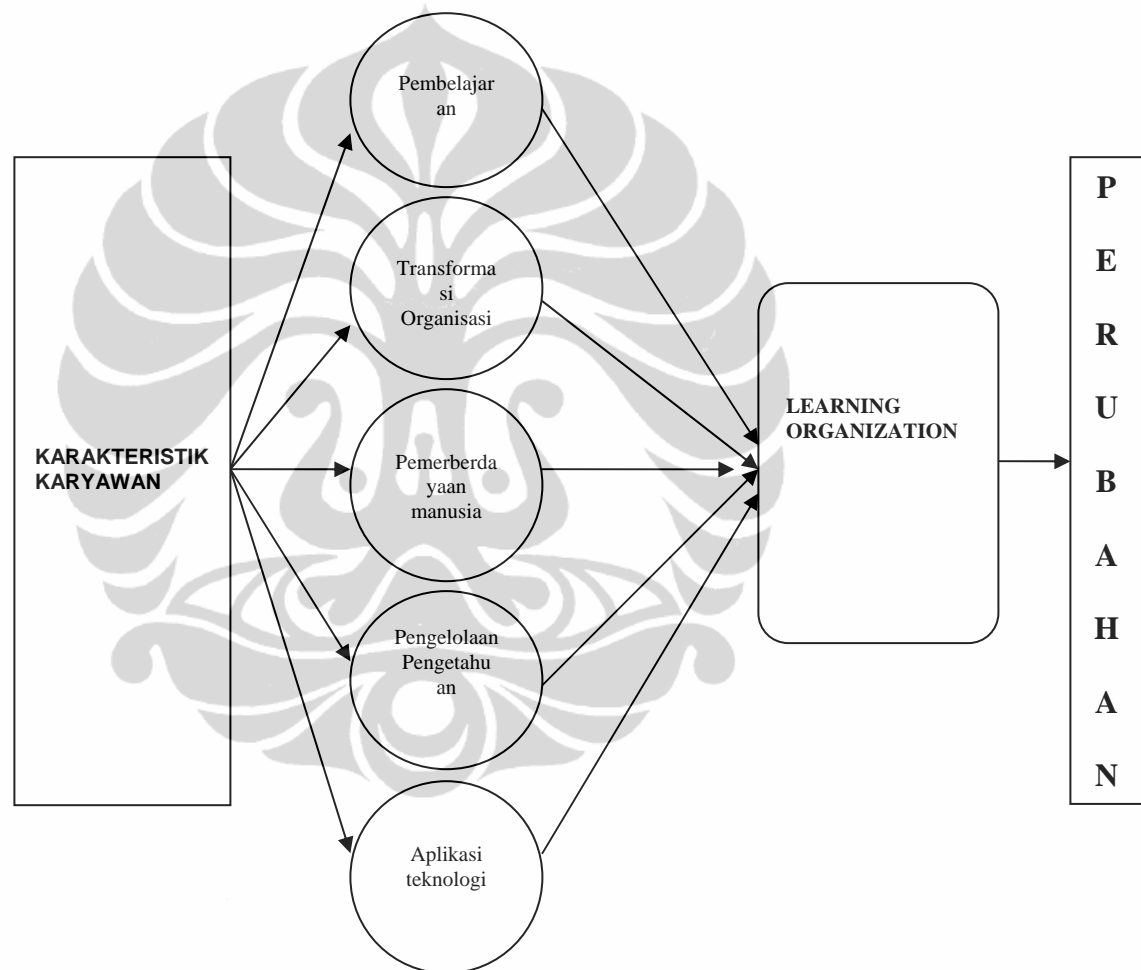 Pembelajar
an
Transforma
si
Organisasi
KARAKTERISTIK
KARYAWAN
Pemerberda
yaan
manusia
Pengelolaan
Pengetahu
an
Aplikasi
teknologi
LEARNING
ORGANIZATION
P
E
R
U
B
A
H
A
N